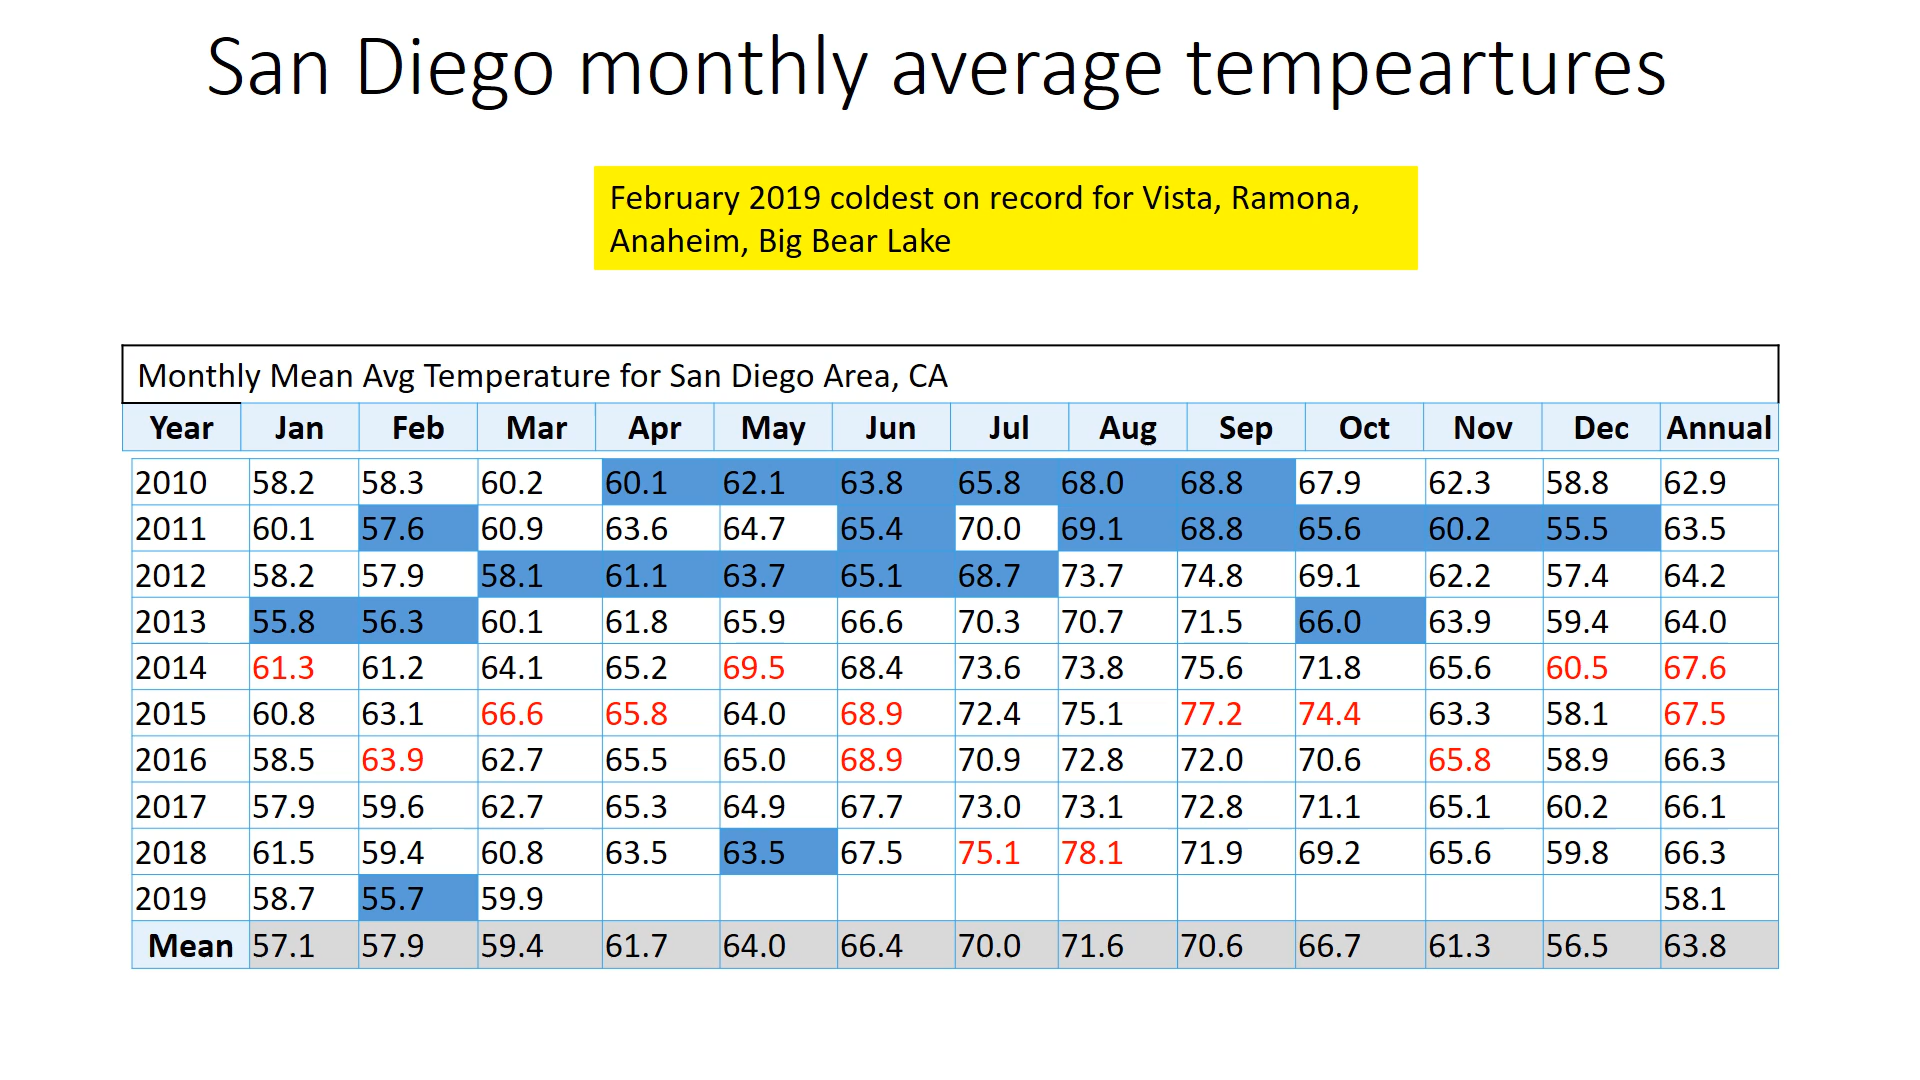 San Diego monthly average tempeartures
February 2019 coldest on record for Vista, Ramona,
Anaheim, Big Bear Lake
Monthly Mean Avg Temperature for San Diego Area, CA
Year Jan Feb Mar Apr May Jun Jul Aug Sep Oct Nov Dec Annual
2010 58.2 58.3 60.2 60.1 62.1 63.8 65.8 68.0 68.8 67.9 62.3 58.8 62.9
2011 60.1 57.6 60.9 63.6 64.7 65.4 70.0 69.1 68.8 65.6 60.2 55.5 63.5
2012 58.2 57.9 58.1 61.1 63.7 65.1 68.7 73.7 74.8 69.1 62.2 57.4 64.2
2013 55.8 56.3 60.1 61.8 65.9 66.6 70.3 70.7 71.5 66.0 63.9 59.4 64.0
2014 61.3 61.2 64.1 65.2 69.5 68.4 73.6 73.8 75.6 71.8 65.6 60.5 67.6
2015 60.8 63.1 66.6 65.8 64.0 68.9 72.4 75.1 77.2 74.4 63.3 58.1 67.5
2016 58.5 63.9 62.7 65.5 65.0 68.9 70.9 72.8 72.0 70.6 65.8 58.9 66.3
2017 57.9 59.6 62.7 65.3 64.9 67.7 73.0 73.1 72.8 71.1 65.1 60.2 66.1
2018 61.5 59.4 60.8 63.5 63.5 67.5 75.1 78.1 71.9 69.2 65.6 59.8 66.3
2019 58.7 55.7 59.9 58.1
Mean 57.1 57.9 59.4 61.7 64.0 66.4 70.0 71.6 70.6 66.7 61.3 56.5 63.8